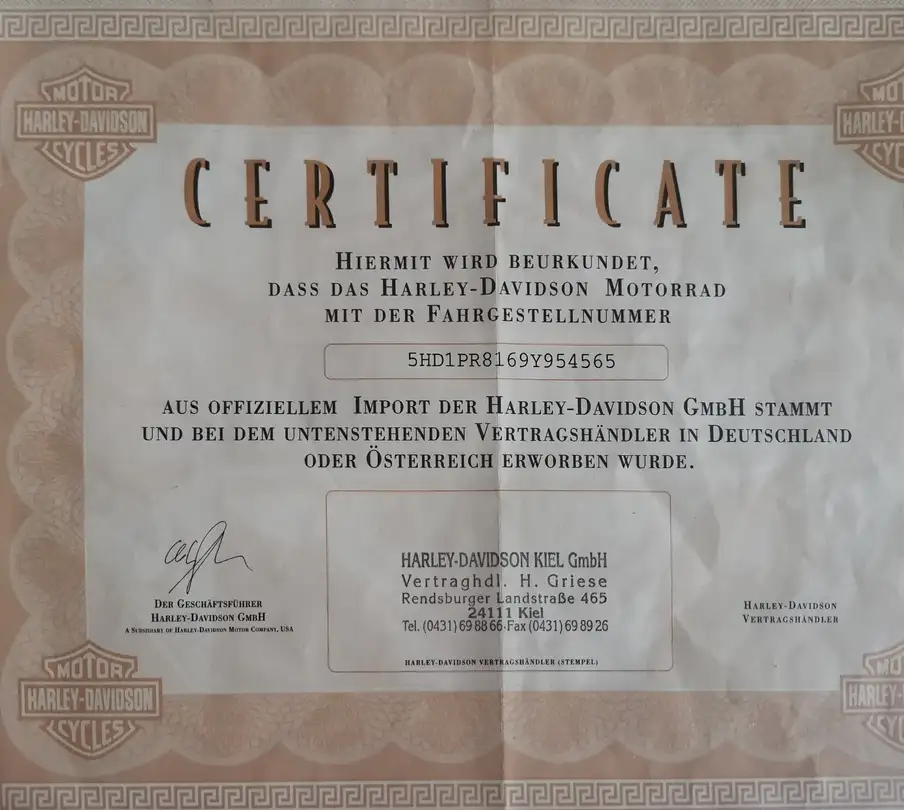 MOTOR
HARLEY-DAVIDSON
CYCLES
CERTIFICATE
HIERMIT WIRD BEURKUNDET,
DASS DAS HARLEY-DAVIDSON MOTORRAD
MIT DER FAHRGESTELLNUMMER
5HD1PR8169Y954565
AUS OFFIZIELLEM IMPORT DER HARLEY-DAVIDSON GMBH STAMMT
UND BEI DEM UNTENSTEHENDEN VERTRAGSHÄNDLER IN DEUTSCHLAND
ODER ÖSTERREICH ERWORBEN WURDE.
HARLEY-DAVIDSON KIEL GmbH
Vertraghdl. H. Griese
Rendsburger Landstraße 465
24111 Kiel
Tel. (0431) 69 88 66·Fax (0431) 69 89 26
HARLEY-DAVIDSON VERTRAGSHÄNDLER (STEMPEL)
DER GESCHÄFTSFÜHRER
HARLEY-DAVIDSON GMBH
A SUBSIDIARY OF HARLEY-DAVIDSON MOTOR COMPANY, USA
HARLEY-DAVIDSON
VERTRAGSHÄNDLER
MOTOR
HARLEY-DAVIDSON
CYCLES